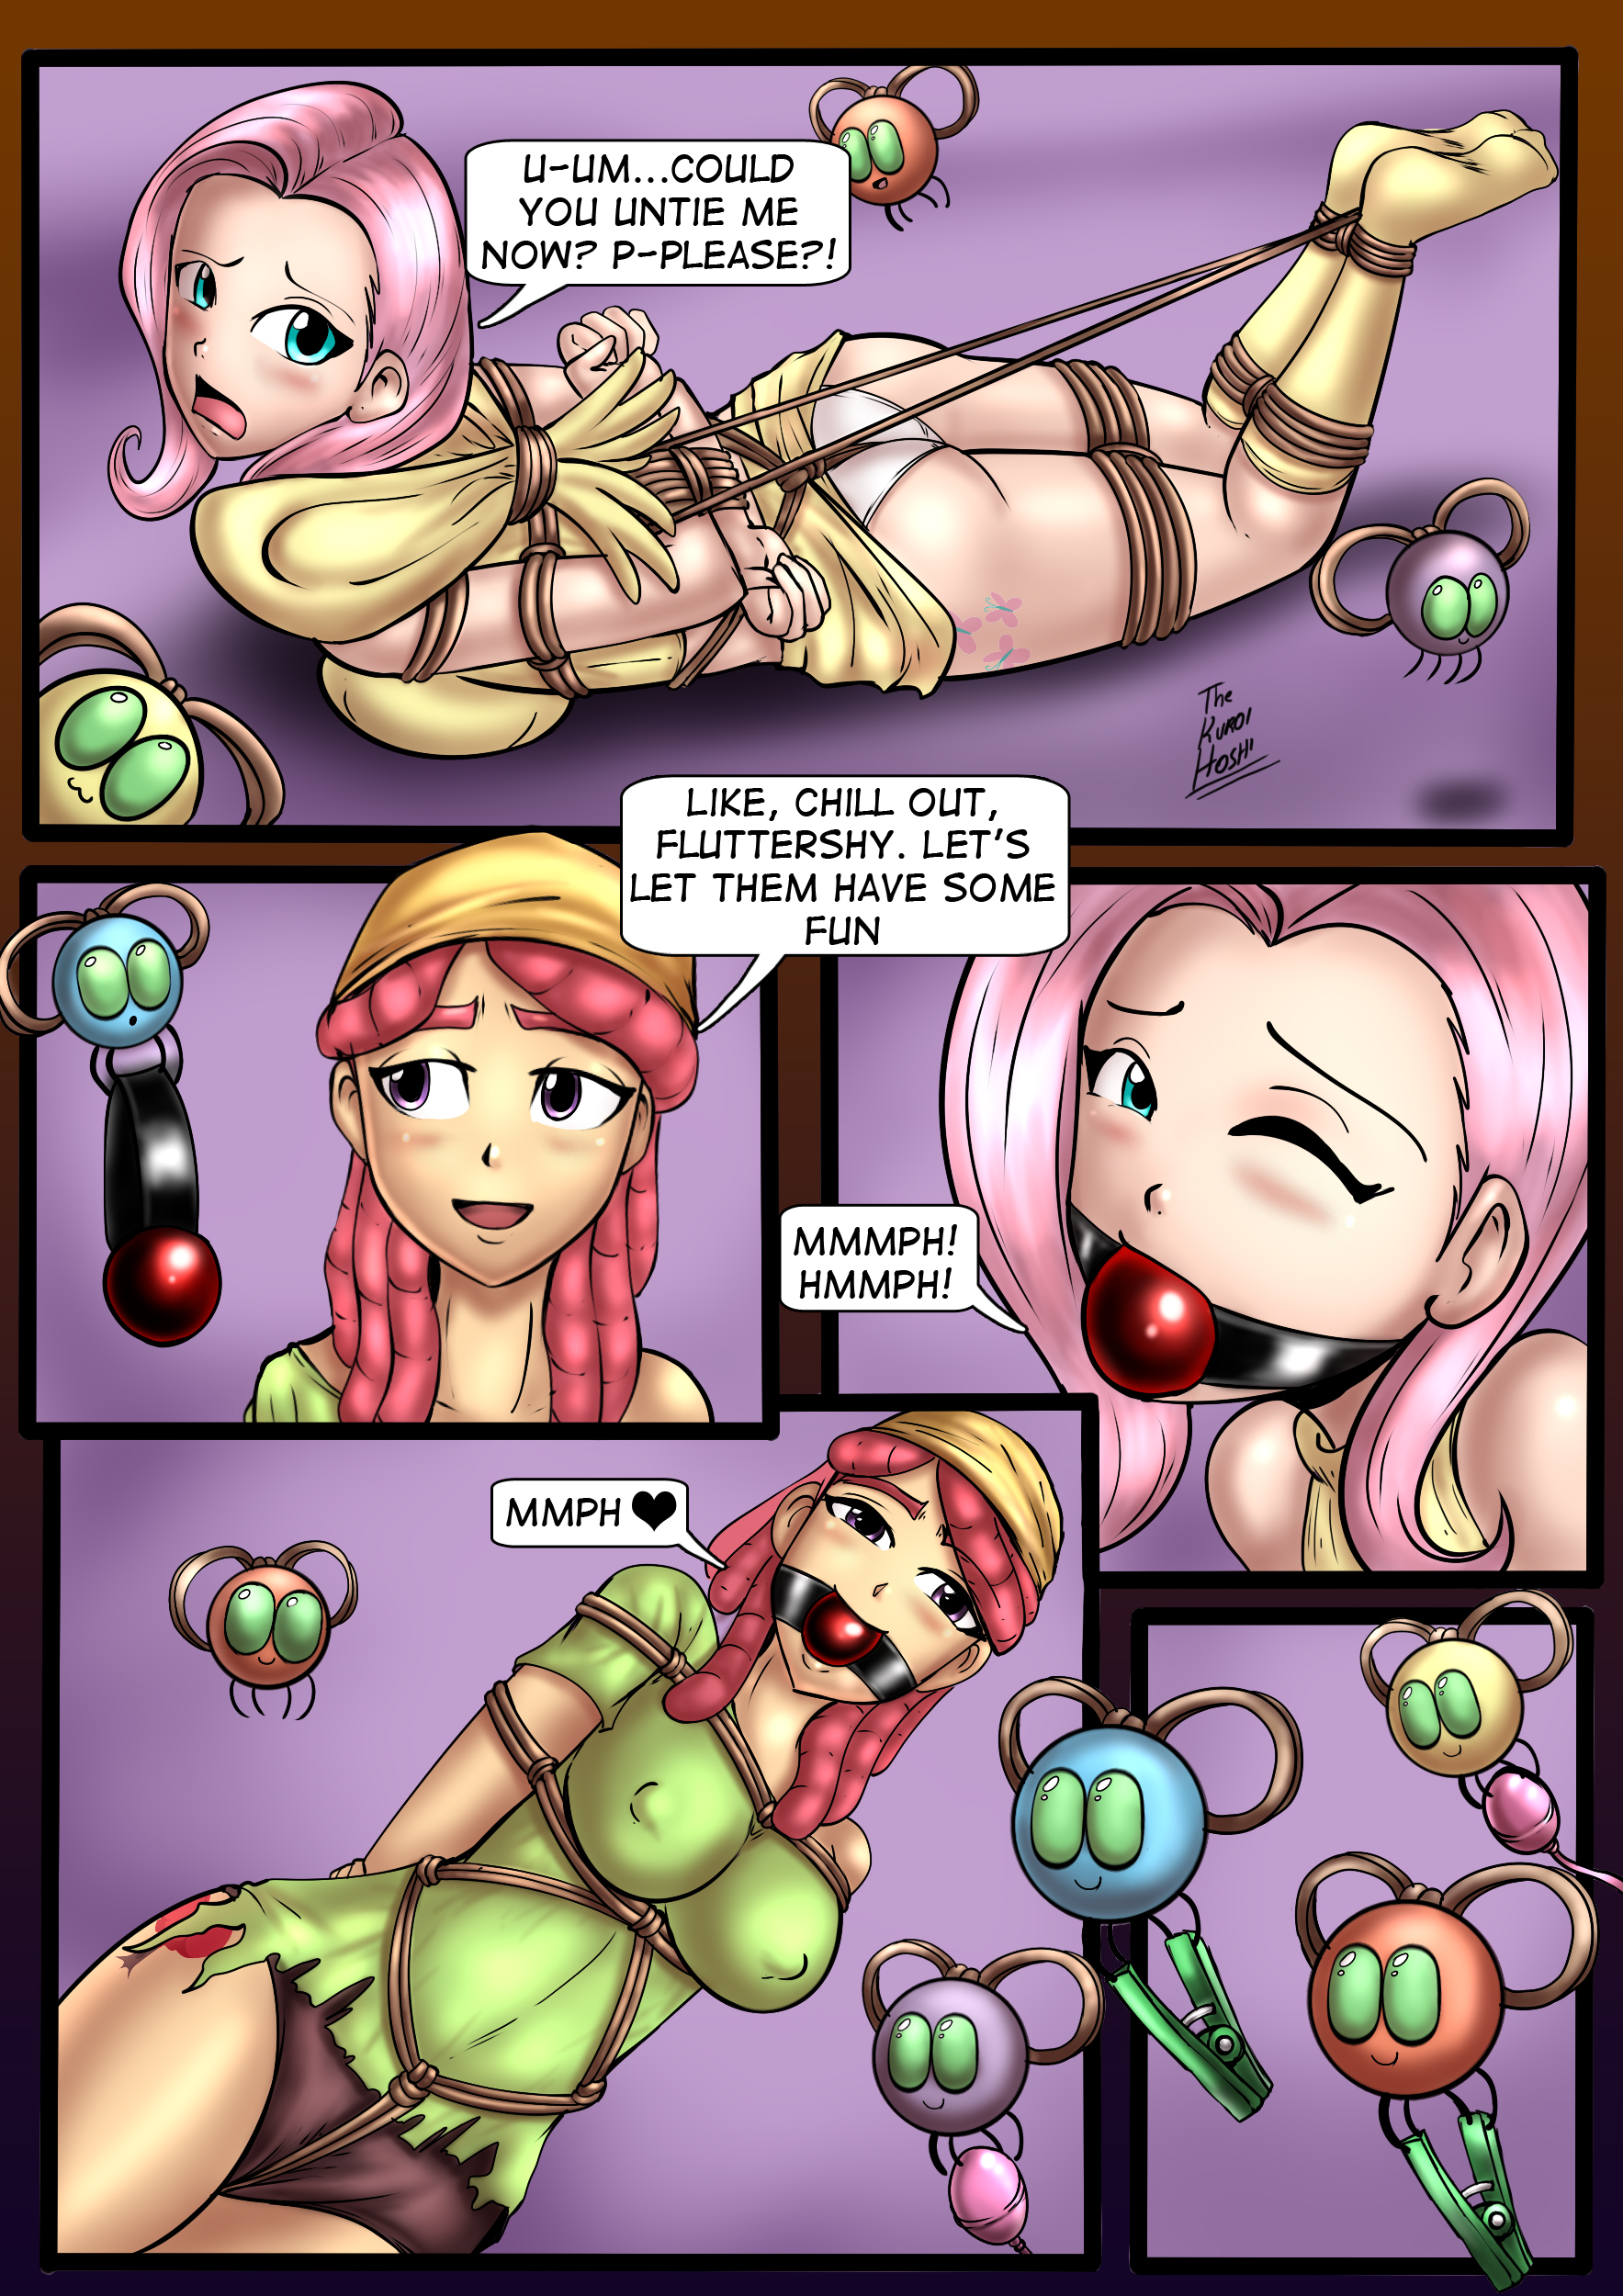 U-UM...COULD
YOU UNTIE ME
NOW? P-PLEASE?!
The
KUROI
HOSHI
LIKE, CHILL OUT,
FLUTTERSHY. LET'S
LET THEM HAVE SOME
FUN
MMMPH!
HMMPH!
MMPH ♥